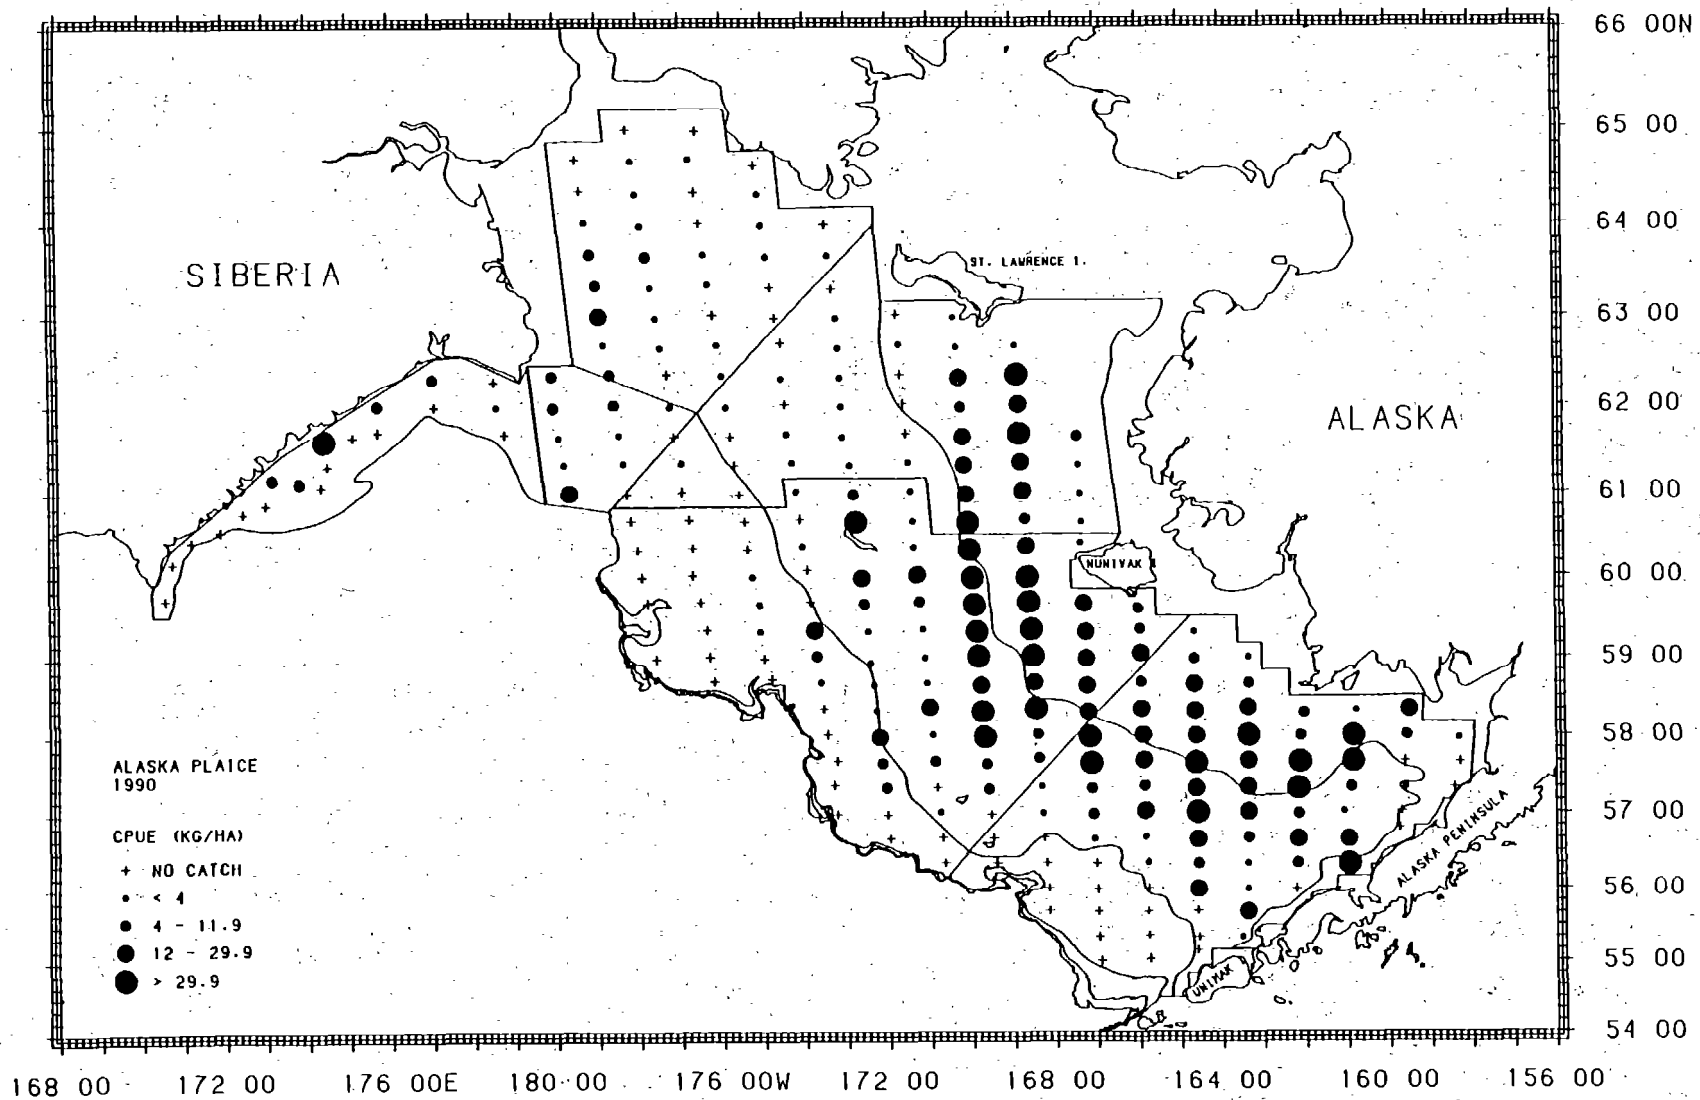 66 00N
65 00
64 00
SIBERIA
ST. LAWRENCE I.
63 00
62 00
ALASKA
61 00
60 00
NUNIVAK
59 00
58 00
ALASKA PLAICE
1990
57 00
ALASKA PENINSULA
CPUE (KG/HA)
+ NO CATCH
< 4
56 00
4 - 11.9
12 - 29.9
55 00
> 29.9
UNIMAK
54 00
168 00 172 00 176 00E 180 00 176 00W 172 00 168 00 164 00 160 00 156 00